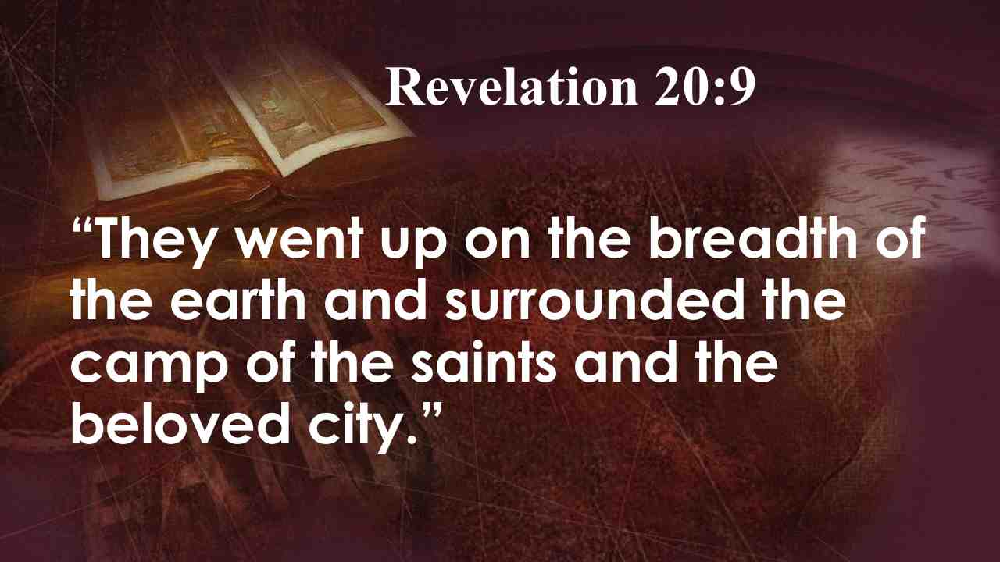 Revelation 20:9
“They went up on the breadth of
the earth and surrounded the
camp of the saints and the
beloved city.”